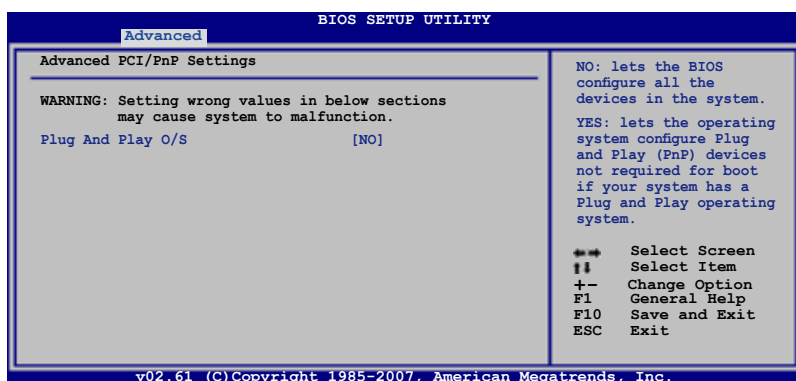 BIOS SETUP UTILITY
Advanced
Advanced PCI/PnP Settings
WARNING: Setting wrong values in below sections
may cause system to malfunction.
Plug And Play O/S [NO]
NO: lets the BIOS
configure all the
devices in the system.
YES: lets the operating
system configure Plug
and Play (PnP) devices
not required for boot
if your system has a
Plug and Play operating
system.
←→ Select Screen
↑↓ Select Item
+- Change Option
F1 General Help
F10 Save and Exit
ESC Exit
v02.61 (C)Copyright 1985-2007, American Megatrends, Inc.